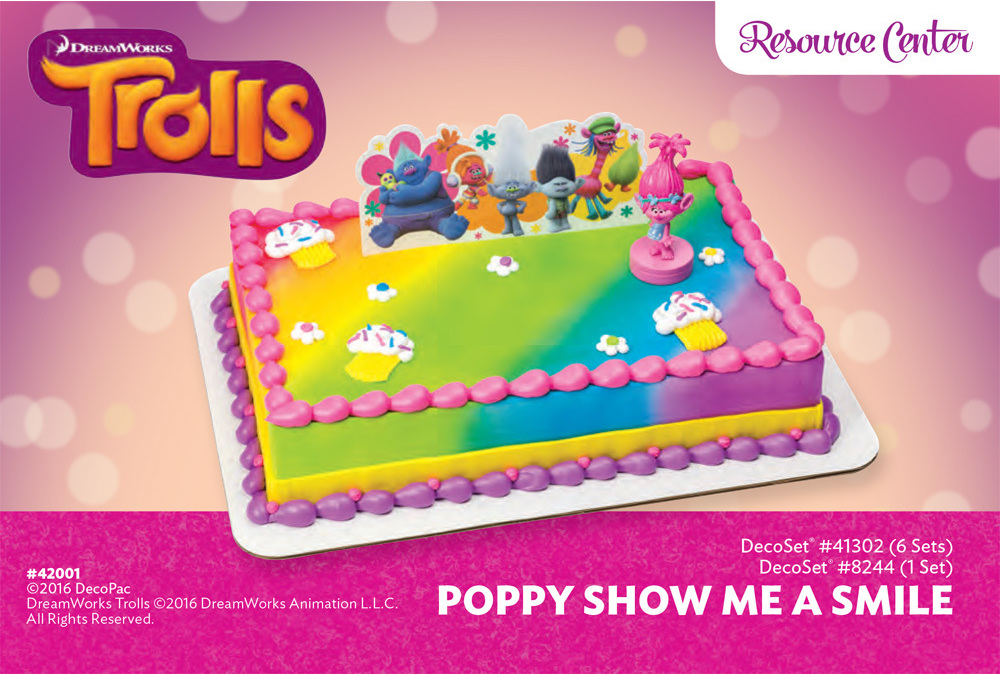 DREAMWORKS
TROLLS
Resource Center
DecoSet® #41302 (6 Sets)
DecoSet® #8244 (1 Set)
POPPY SHOW ME A SMILE
#42001
©2016 DecoPac
DreamWorks Trolls ©2016 DreamWorks Animation L.L.C.
All Rights Reserved.